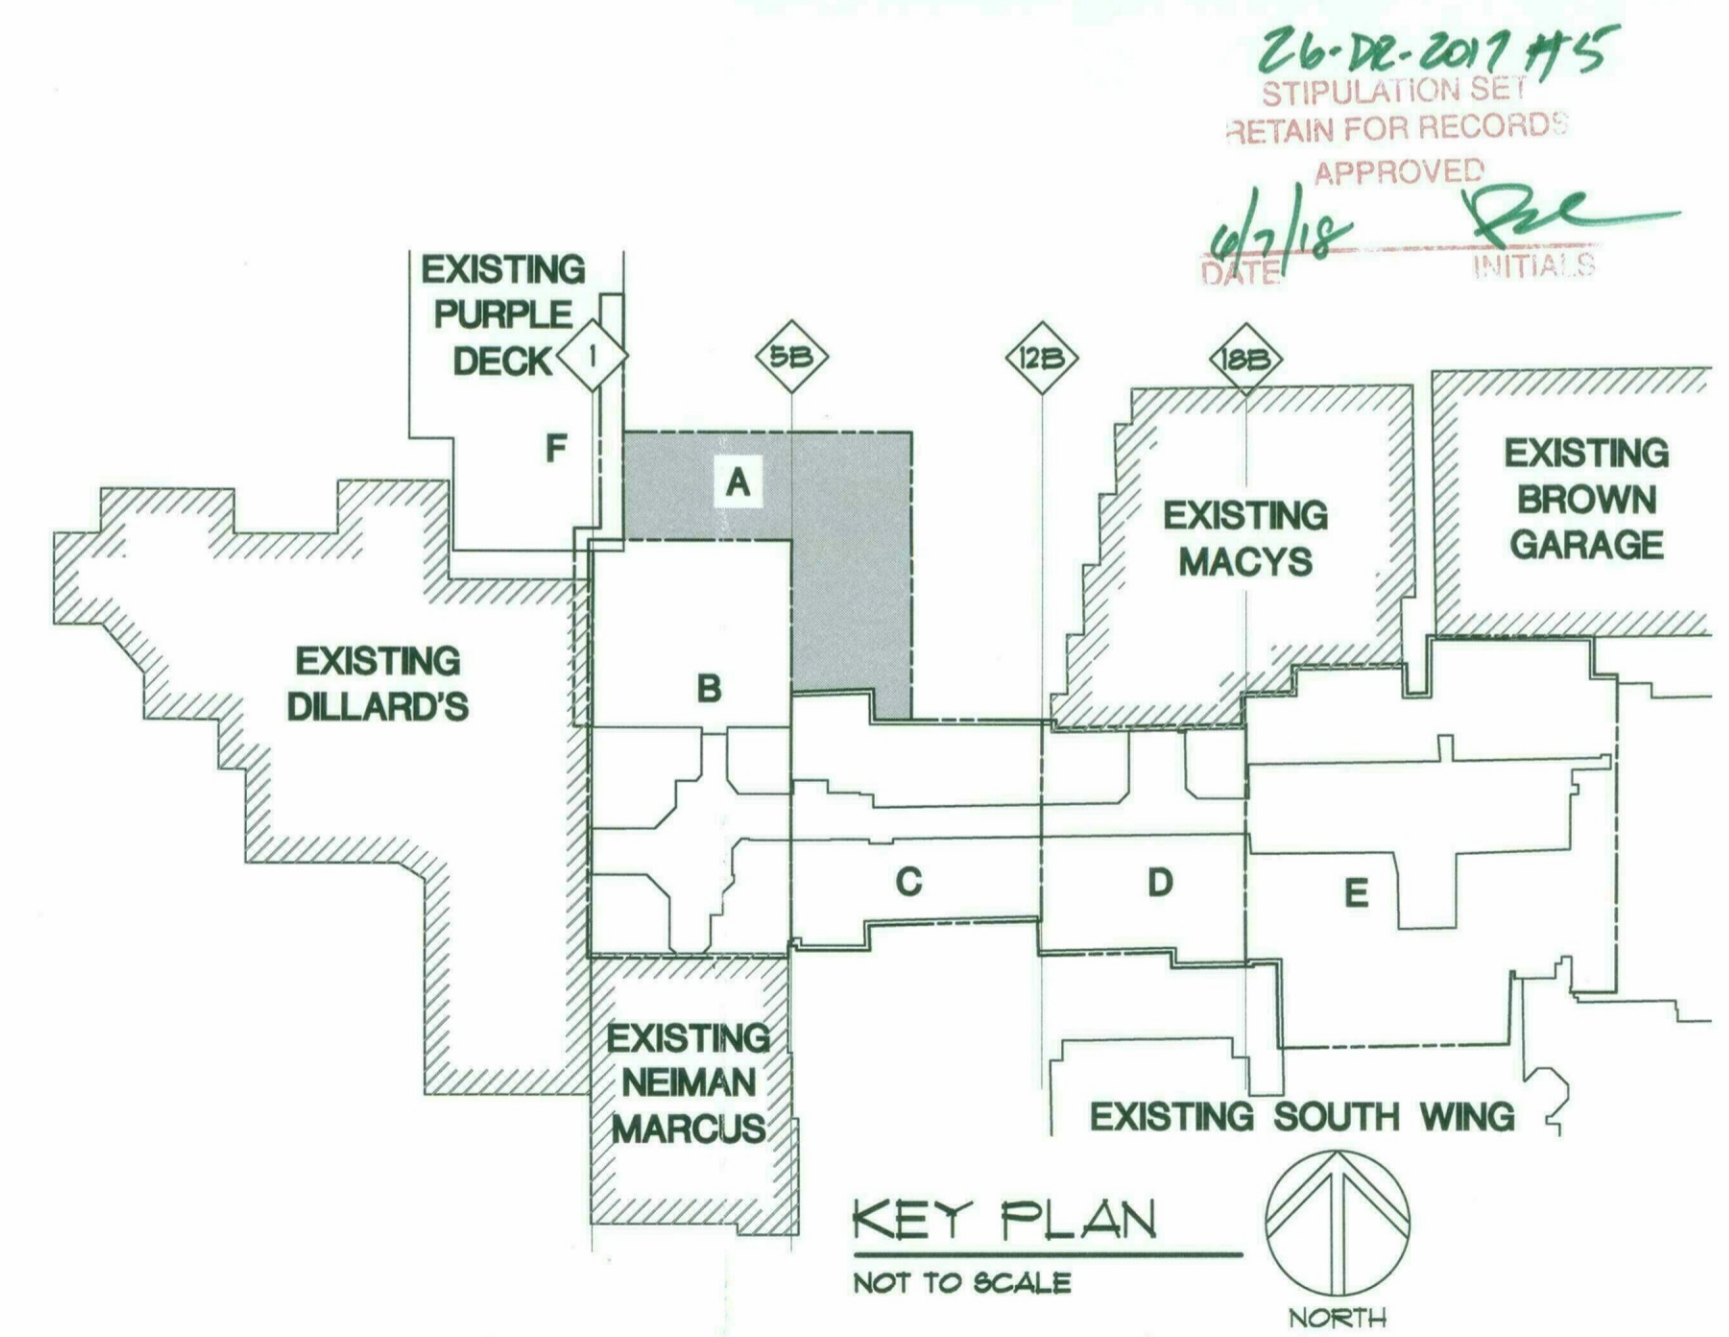 26-DR-2017 #5
STIPULATION SET
RETAIN FOR RECORDS
APPROVED
6/7/18
DATE
INITIALS
EXISTING
PURPLE
DECK
1
5B
12B
18B
F
A
EXISTING
MACYS
EXISTING
BROWN
GARAGE
EXISTING
DILLARD'S
B
C
D
E
EXISTING
NEIMAN
MARCUS
EXISTING SOUTH WING
KEY PLAN
NOT TO SCALE
NORTH